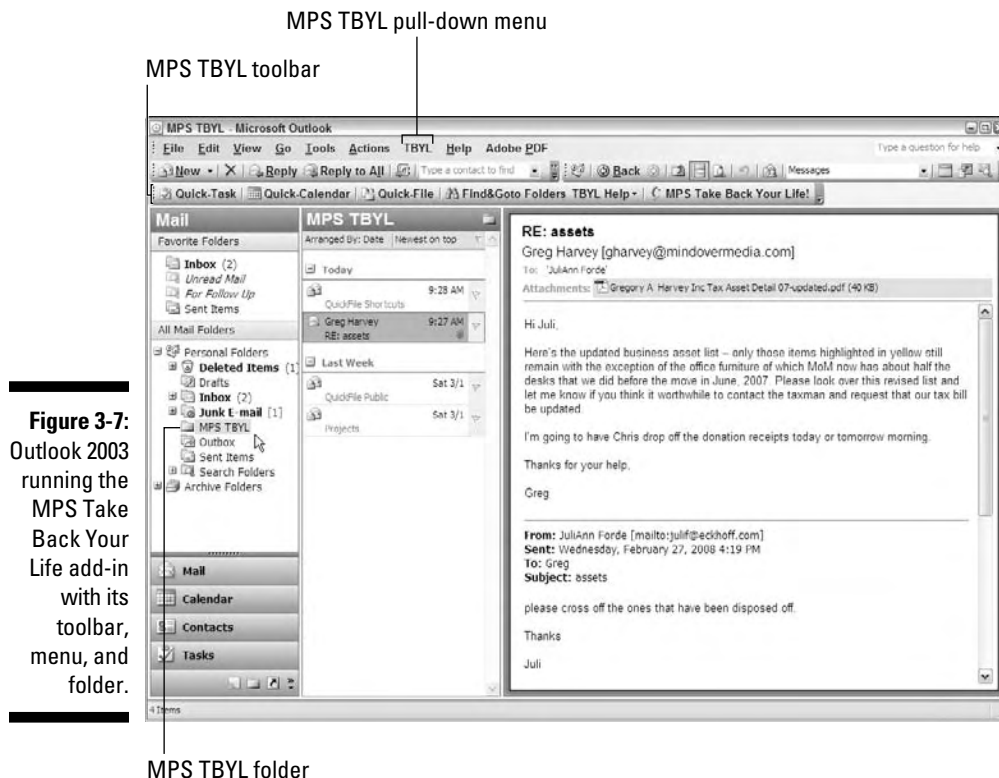 MPS TBYL pull-down menu
MPS TBYL toolbar
MPS TBYL - Microsoft Outlook
File Edit View Go Tools Actions TBYL Help Adobe PDF
Type a question for help
New Reply Reply to All Type a contact to find Back Messages
Quick-Task Quick-Calendar Quick-File Find&Goto Folders TBYL Help MPS Take Back Your Life!
Mail
Favorite Folders
Inbox (2)
Unread Mail
For Follow Up
Sent Items
All Mail Folders
Personal Folders
Deleted Items (1)
Drafts
Inbox (2)
Junk E-mail [1]
MPS TBYL
Outbox
Sent Items
Search Folders
Archive Folders
Mail
Calendar
Contacts
Tasks
4 Items
MPS TBYL
Arranged By: Date Newest on top
Today
9:28 AM
QuickFile Shortcuts
Greg Harvey 9:27 AM
RE: assets
Last Week
Sat 3/1
QuickFile Public
Sat 3/1
Projects
RE: assets
Greg Harvey [gharvey@mindovermedia.com]
To: 'JuliAnn Forde'
Attachments: Gregory A Harvey Inc Tax Asset Detail 07-updated.pdf (40 KB)
Hi Juli,
Here's the updated business asset list – only those items highlighted in yellow still
remain with the exception of the office furniture of which MoM now has about half the
desks that we did before the move in June, 2007. Please look over this revised list and
let me know if you think it worthwhile to contact the taxman and request that our tax bill
be updated.
I'm going to have Chris drop off the donation receipts today or tomorrow morning.
Thanks for your help,
Greg
From: JuliAnn Forde [mailto:julif@eckhoff.com]
Sent: Wednesday, February 27, 2008 4:19 PM
To: Greg
Subject: assets
please cross off the ones that have been disposed off.
Thanks
Juli
Figure 3-7:
Outlook 2003
running the
MPS Take
Back Your
Life add-in
with its
toolbar,
menu, and
folder.
MPS TBYL folder